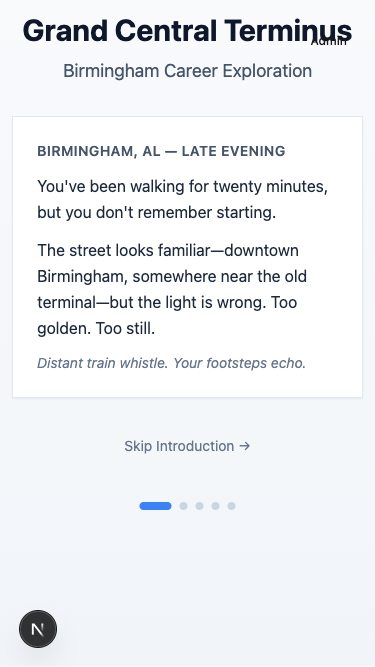 Grand Central Terminus
Admin
Birmingham Career Exploration
BIRMINGHAM, AL — LATE EVENING
You've been walking for twenty minutes,
but you don't remember starting.
The street looks familiar—downtown
Birmingham, somewhere near the old
terminal—but the light is wrong. Too
golden. Too still.
Distant train whistle. Your footsteps echo.
Skip Introduction →
N